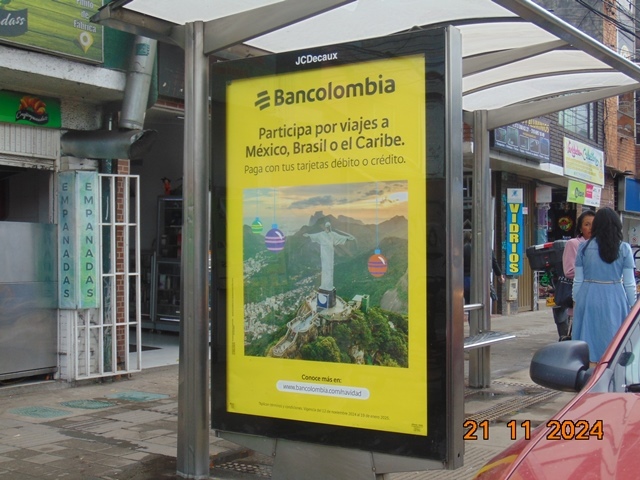 JCDecaux
Bancolombia
Participa por viajes a
México, Brasil o el Caribe.
Paga con tus tarjetas débito o crédito.
Conoce más en:
www.bancolombia.com/navidad
EMPANADAS
EMPANADAS
VIDRIOS
21 11 2024